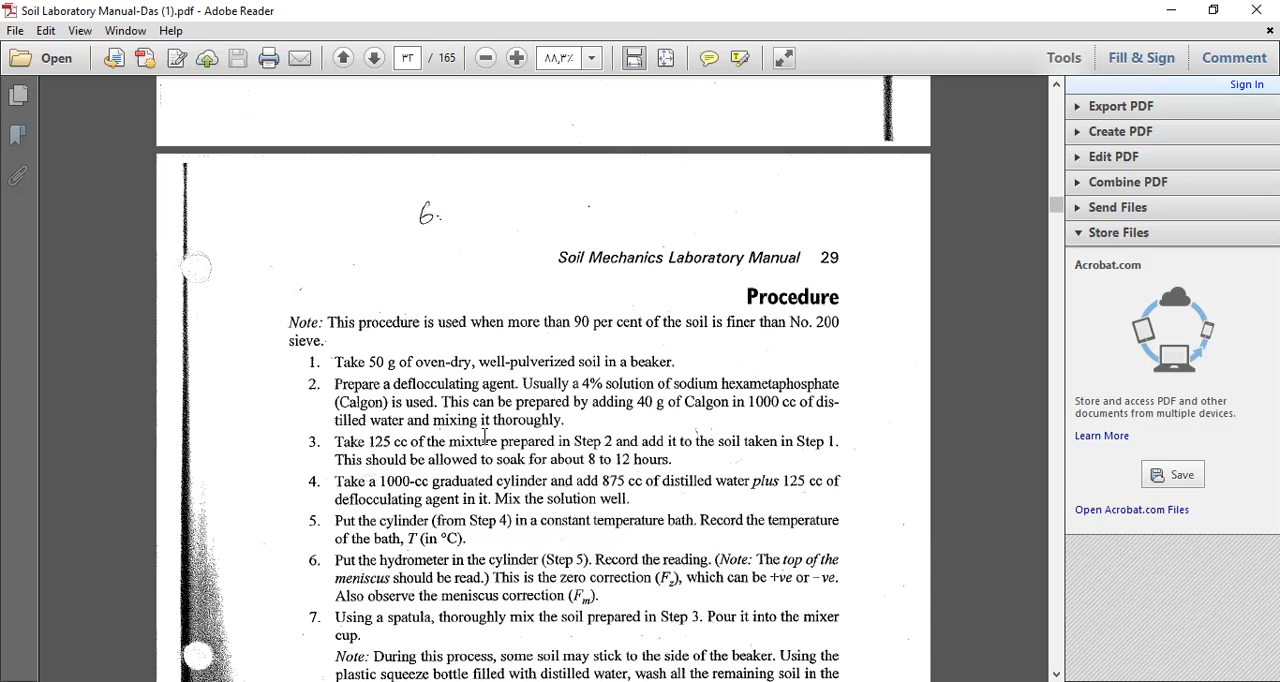 Soil Laboratory Manual-Das (1).pdf - Adobe Reader
File Edit View Window Help
Open ٣٣ / 165 ٨٨,٣٪ Tools Fill & Sign Comment
Sign In
Export PDF
Create PDF
Edit PDF
Combine PDF
Send Files
Store Files
Acrobat.com
Store and access PDF and other
documents from multiple devices.
Learn More
Save
Open Acrobat.com Files
6.
Soil Mechanics Laboratory Manual 29
Procedure
Note: This procedure is used when more than 90 per cent of the soil is finer than No. 200
sieve.
1. Take 50 g of oven-dry, well-pulverized soil in a beaker.
2. Prepare a deflocculating agent. Usually a 4% solution of sodium hexametaphosphate
(Calgon) is used. This can be prepared by adding 40 g of Calgon in 1000 cc of dis-
tilled water and mixing it thoroughly.
3. Take 125 cc of the mixture prepared in Step 2 and add it to the soil taken in Step 1.
This should be allowed to soak for about 8 to 12 hours.
4. Take a 1000-cc graduated cylinder and add 875 cc of distilled water plus 125 cc of
deflocculating agent in it. Mix the solution well.
5. Put the cylinder (from Step 4) in a constant temperature bath. Record the temperature
of the bath, T (in °C).
6. Put the hydrometer in the cylinder (Step 5). Record the reading. (Note: The top of the
meniscus should be read.) This is the zero correction (Fz), which can be +ve or -ve.
Also observe the meniscus correction (Fm).
7. Using a spatula, thoroughly mix the soil prepared in Step 3. Pour it into the mixer
cup.
Note: During this process, some soil may stick to the side of the beaker. Using the
plastic squeeze bottle filled with distilled water, wash all the remaining soil in the